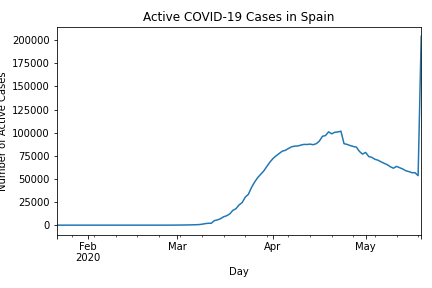 Active COVID-19 Cases in Spain
Number of Active Cases
200000
175000
150000
125000
100000
75000
50000
25000
0
Feb
2020
Mar
Apr
May
Day